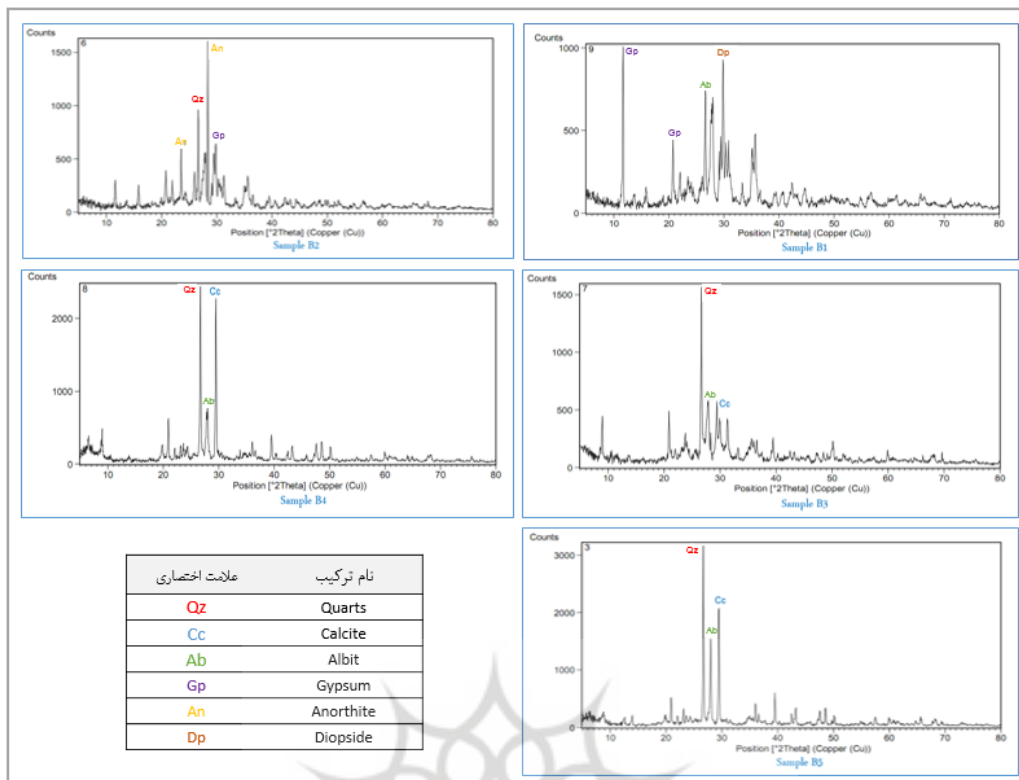 Counts
6
An
1500
Qz
1000
Gp
An
500
0
10 20 30 40 50 60 70 80
Position [°2Theta] (Copper (Cu))
Sample B2
Counts
9
1000
Gp
Dp
Ab
500
Gp
0
10 20 30 40 50 60 70 80
Position [°2Theta] (Copper (Cu))
Sample B1
Counts
8
Qz Cc
2000
1000
Ab
0
10 20 30 40 50 60 70 80
Position [°2Theta] (Copper (Cu))
Sample B4
Counts
7
1500
Qz
1000
Ab
500
Cc
0
10 20 30 40 50 60 70 80
Position [°2Theta] (Copper (Cu))
Sample B3
Counts
3
3000
Qz
Cc
2000
Ab
1000
0
10 20 30 40 50 60 70 80
Position [°2Theta] (Copper (Cu))
Sample B5
نام ترکیب علامت اختصاری
Qz Quarts
Cc Calcite
Ab Albit
Gp Gypsum
An Anorthite
Dp Diopside